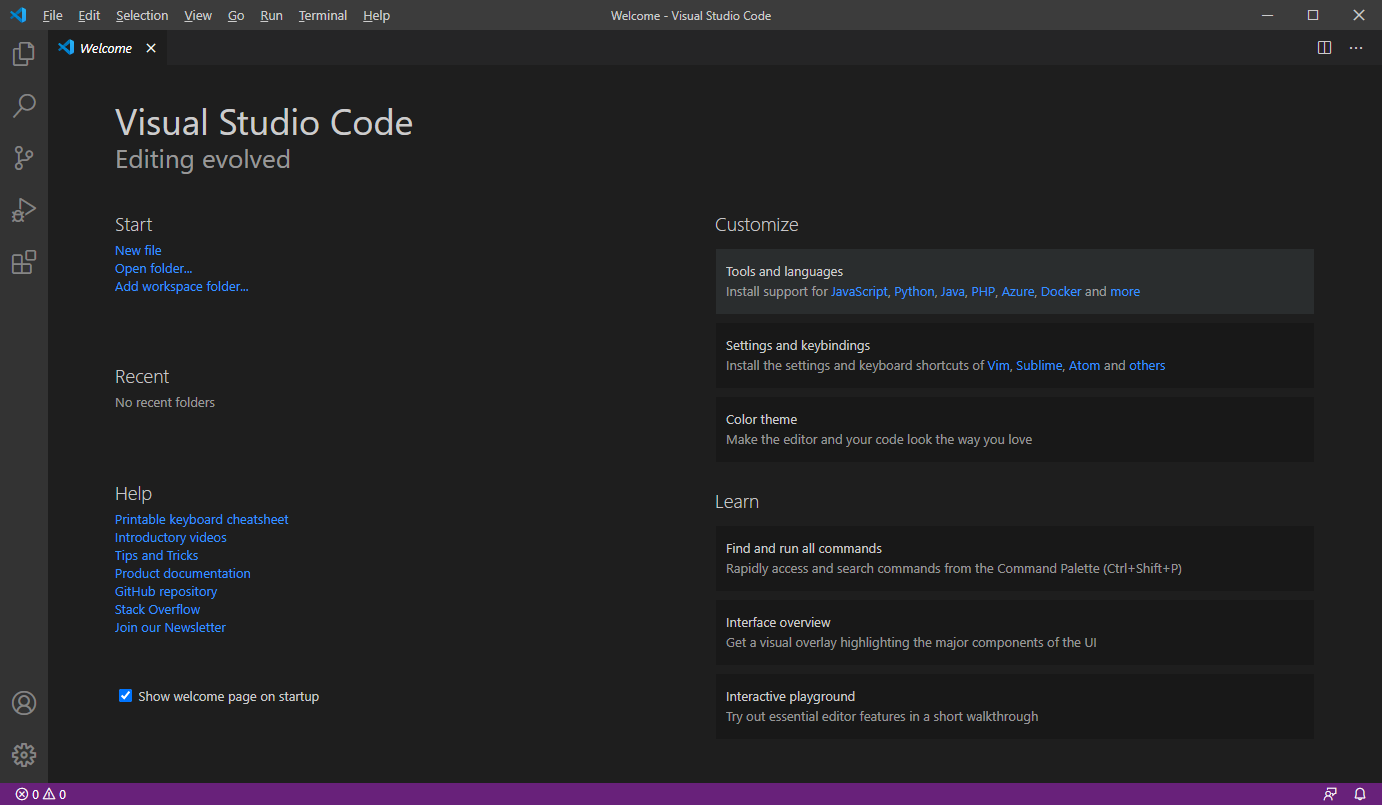 File Edit Selection View Go Run Terminal Help
Welcome - Visual Studio Code
Welcome
Visual Studio Code
Editing evolved
Start
New file
Open folder...
Add workspace folder...
Recent
No recent folders
Help
Printable keyboard cheatsheet
Introductory videos
Tips and Tricks
Product documentation
GitHub repository
Stack Overflow
Join our Newsletter
Show welcome page on startup
Customize
Tools and languages
Install support for JavaScript, Python, Java, PHP, Azure, Docker and more
Settings and keybindings
Install the settings and keyboard shortcuts of Vim, Sublime, Atom and others
Color theme
Make the editor and your code look the way you love
Learn
Find and run all commands
Rapidly access and search commands from the Command Palette (Ctrl+Shift+P)
Interface overview
Get a visual overlay highlighting the major components of the UI
Interactive playground
Try out essential editor features in a short walkthrough
0 0